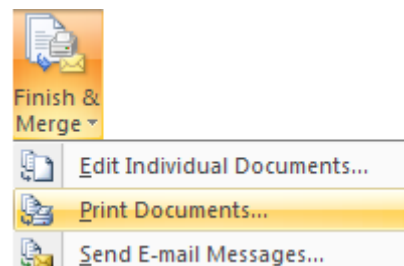 Finish &
Merge
Edit Individual Documents...
Print Documents...
Send E-mail Messages...